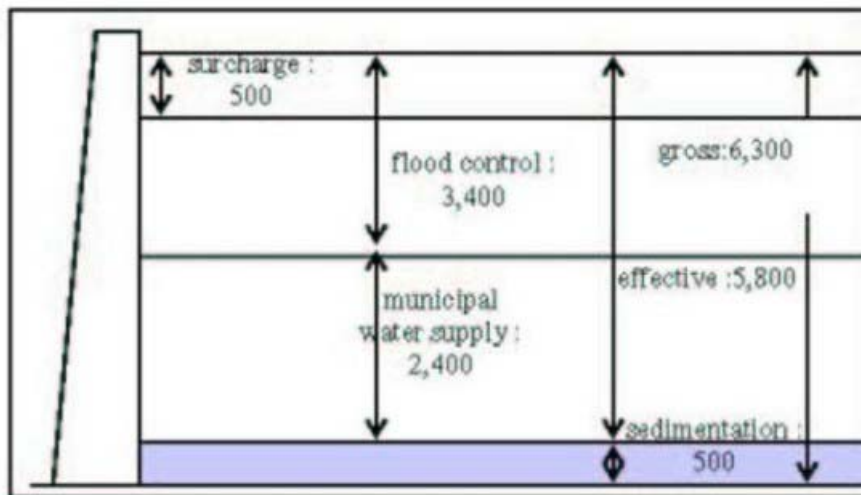 surcharge :
500
flood control :
3,400
gross:6,300
municipal
water supply :
2,400
effective :5,800
sedimentation :
500